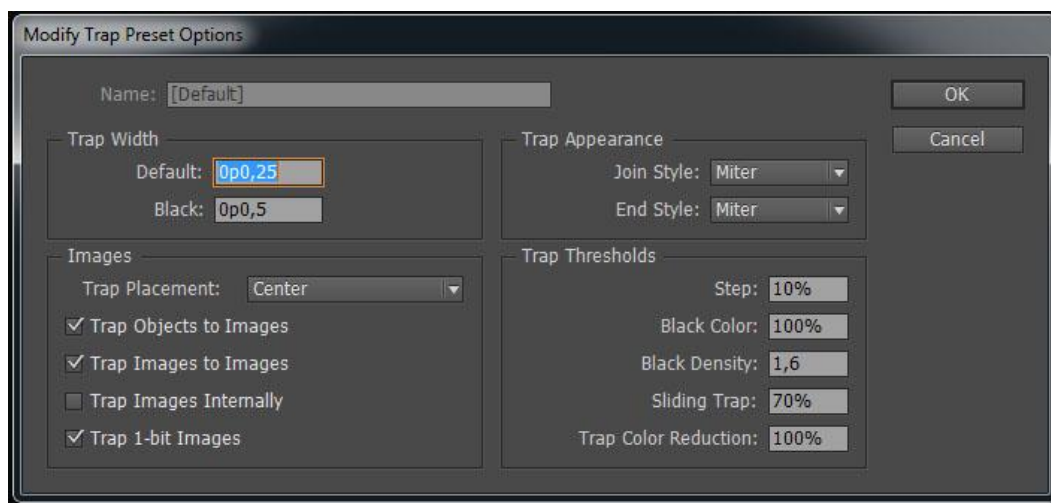 Modify Trap Preset Options
Name: [Default]
OK
Cancel
Trap Width
Default: 0p0,25
Black: 0p0,5
Trap Appearance
Join Style: Miter
End Style: Miter
Images
Trap Placement: Center
Trap Objects to Images
Trap Images to Images
Trap Images Internally
Trap 1-bit Images
Trap Thresholds
Step: 10%
Black Color: 100%
Black Density: 1,6
Sliding Trap: 70%
Trap Color Reduction: 100%